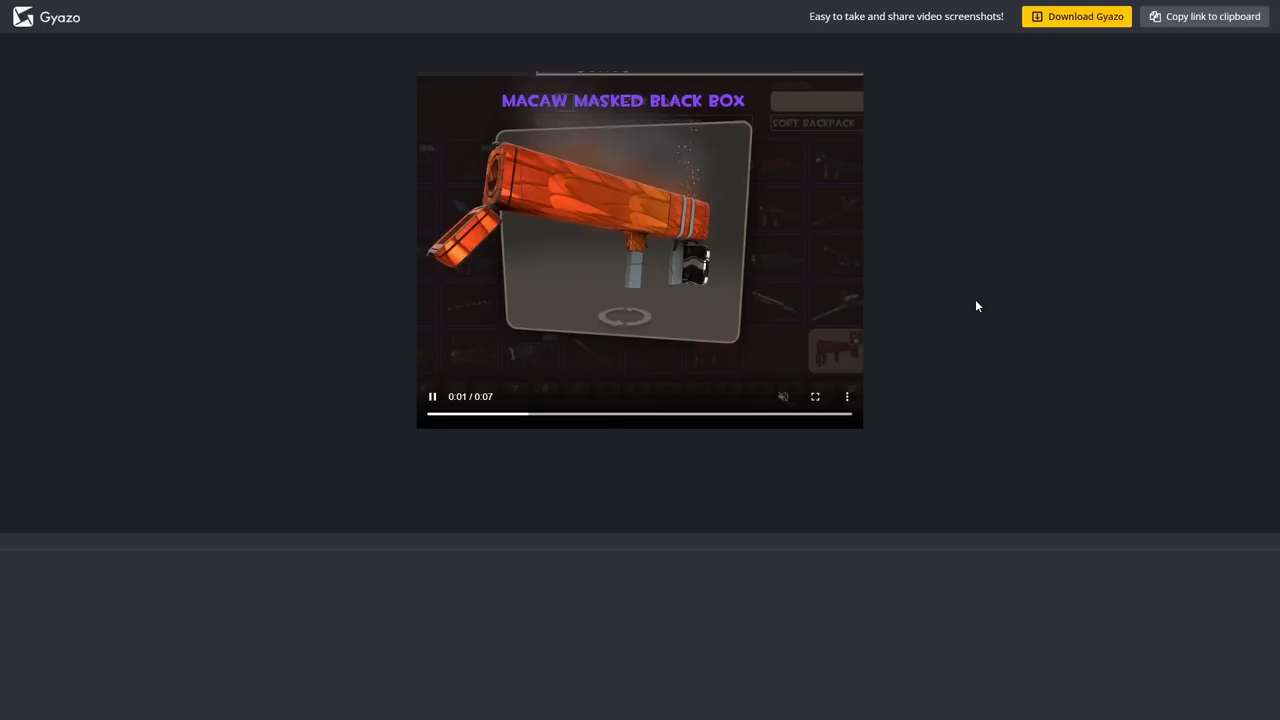 Gyazo
Easy to take and share video screenshots!
Download Gyazo
Copy link to clipboard
MACAW MASKED BLACK BOX
SORT BACKPACK
0:01 / 0:07